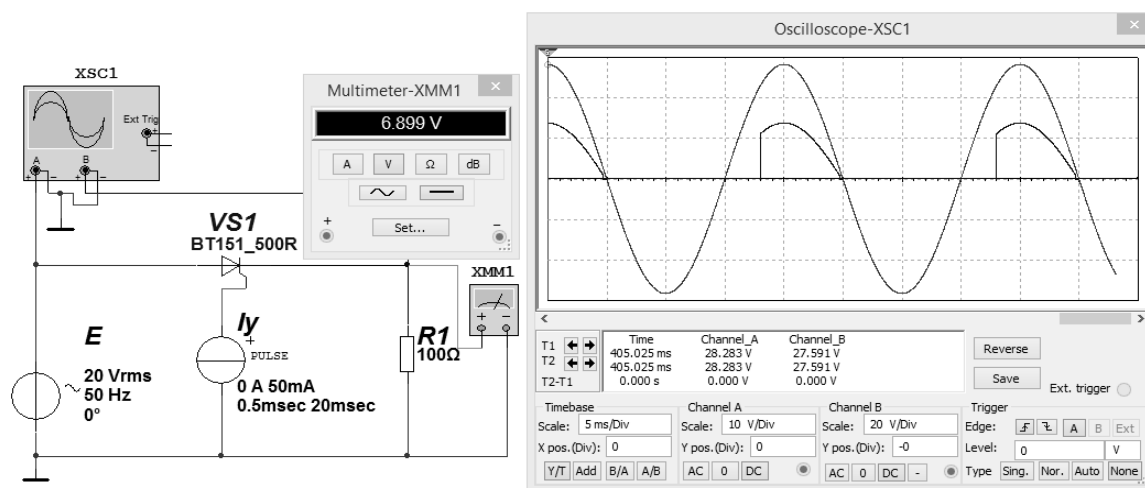 XSC1
Ext Trig
+
−
A
B
+
−
+
−
Multimeter-XMM1
×
6.899 V
A
V
Ω
dB
Set...
+
−
VS1
BT151_500R
XMM1
+
−
E
20 Vrms
50 Hz
0°
Iy
+
PULSE
0 A 50mA
0.5msec 20msec
R1
100Ω
Oscilloscope-XSC1
×
T1
T2
T2-T1
Time Channel_A Channel_B
405.025 ms 28.283 V 27.591 V
405.025 ms 28.283 V 27.591 V
0.000 s 0.000 V 0.000 V
Reverse
Save
Ext. trigger
Timebase
Scale: 5 ms/Div
X pos.(Div): 0
Y/T Add B/A A/B
Channel A
Scale: 10 V/Div
Y pos.(Div): 0
AC 0 DC
Channel B
Scale: 20 V/Div
Y pos.(Div): -0
AC 0 DC -
Trigger
Edge: A B Ext
Level: 0 V
Type Sing. Nor. Auto None